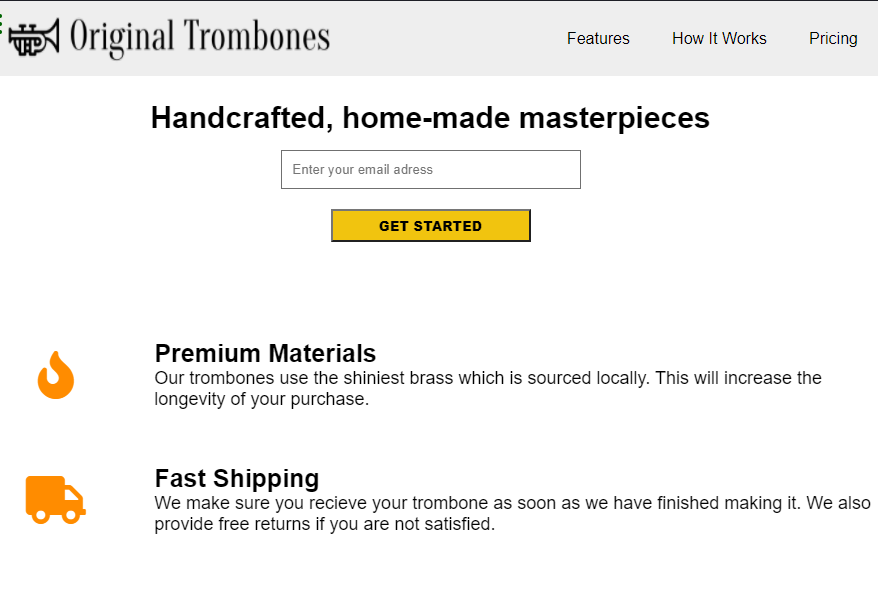 Original Trombones
Features
How It Works
Pricing
Handcrafted, home-made masterpieces
Enter your email adress
GET STARTED
Premium Materials
Our trombones use the shiniest brass which is sourced locally. This will increase the
longevity of your purchase.
Fast Shipping
We make sure you recieve your trombone as soon as we have finished making it. We also
provide free returns if you are not satisfied.